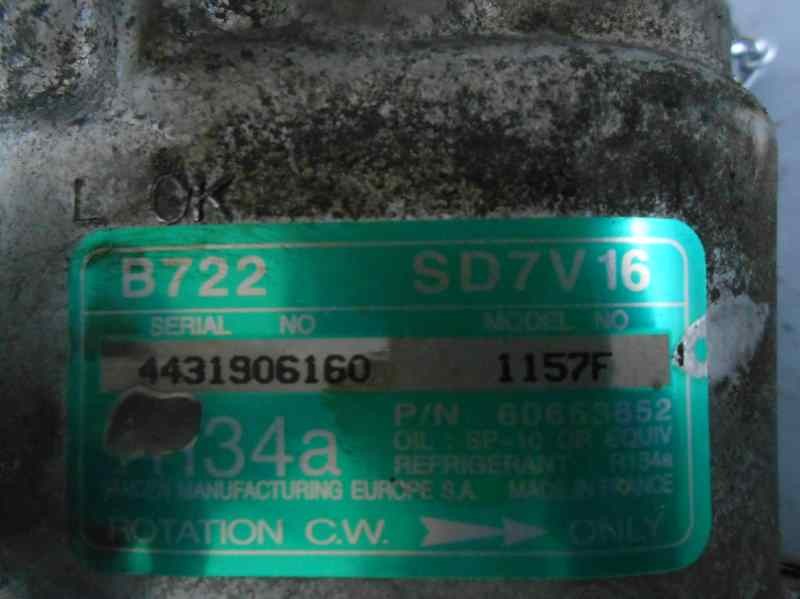 L OK
B722 SD7V16
SERIAL NO MODEL NO
4431906160 1157F
R134a
P/N 60653652
OIL : SP-10 OR EQUIV
REFRIGERANT R134a
MANUFACTURING EUROPE S.A. MADE IN FRANCE
ROTATION C.W. ONLY